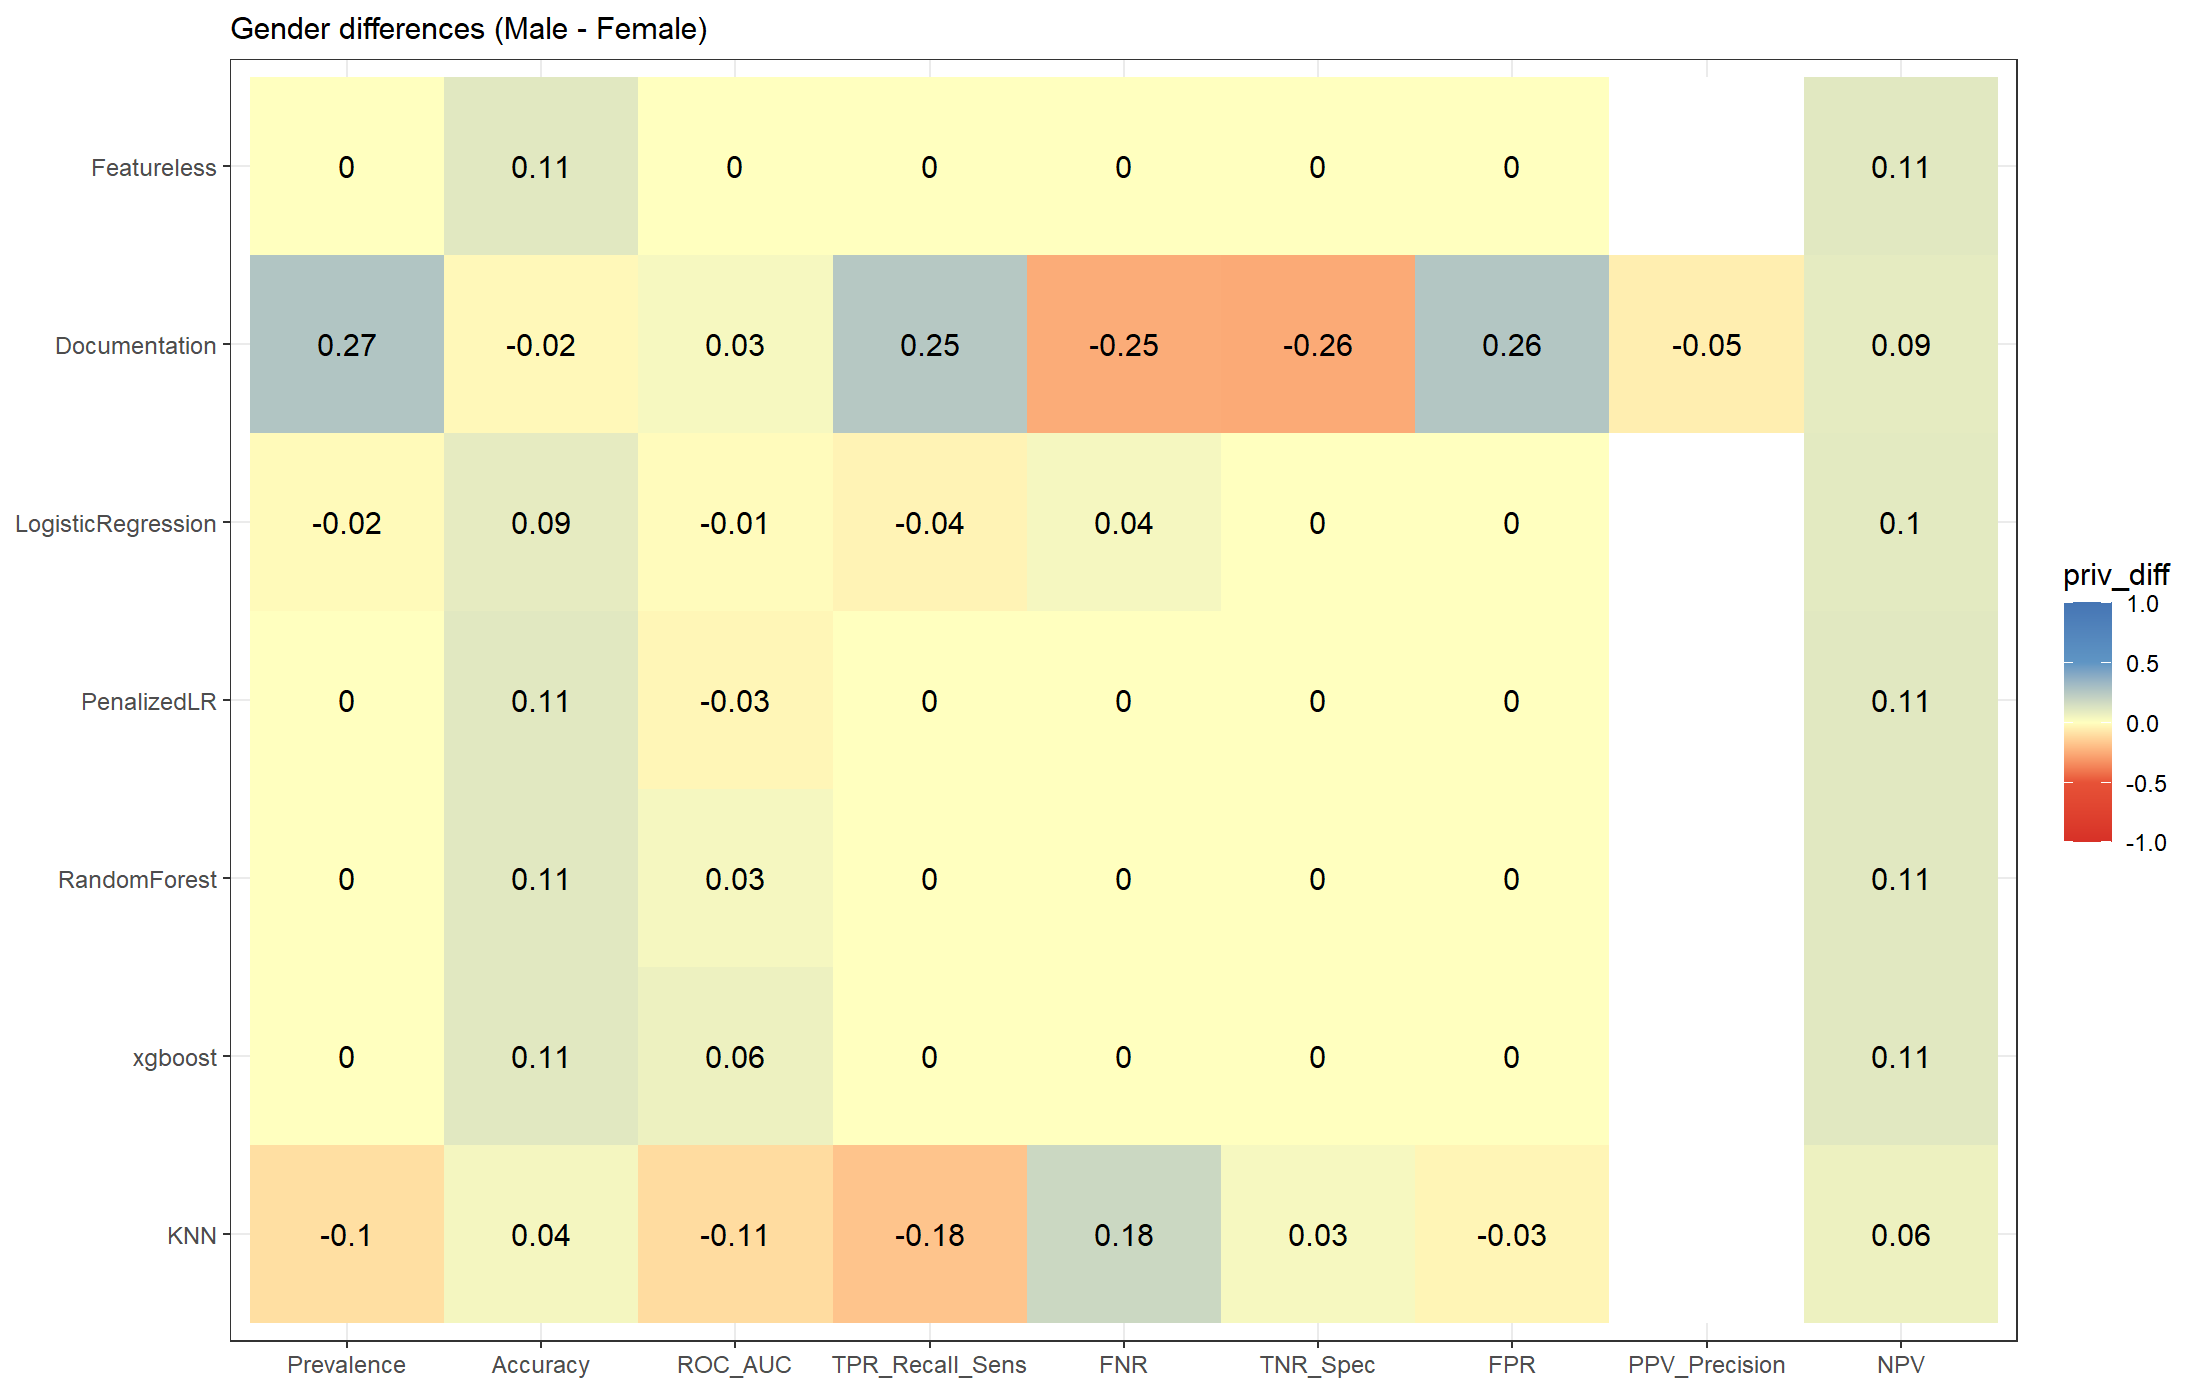 Gender differences (Male - Female)
Featureless 0 0.11 0 0 0 0 0 0.11
Documentation 0.27 -0.02 0.03 0.25 -0.25 -0.26 0.26 -0.05 0.09
LogisticRegression -0.02 0.09 -0.01 -0.04 0.04 0 0 0.1
PenalizedLR 0 0.11 -0.03 0 0 0 0 0.11
RandomForest 0 0.11 0.03 0 0 0 0 0.11
xgboost 0 0.11 0.06 0 0 0 0 0.11
KNN -0.1 0.04 -0.11 -0.18 0.18 0.03 -0.03 0.06
Prevalence Accuracy ROC_AUC TPR_Recall_Sens FNR TNR_Spec FPR PPV_Precision NPV
priv_diff
1.0
0.5
0.0
-0.5
-1.0